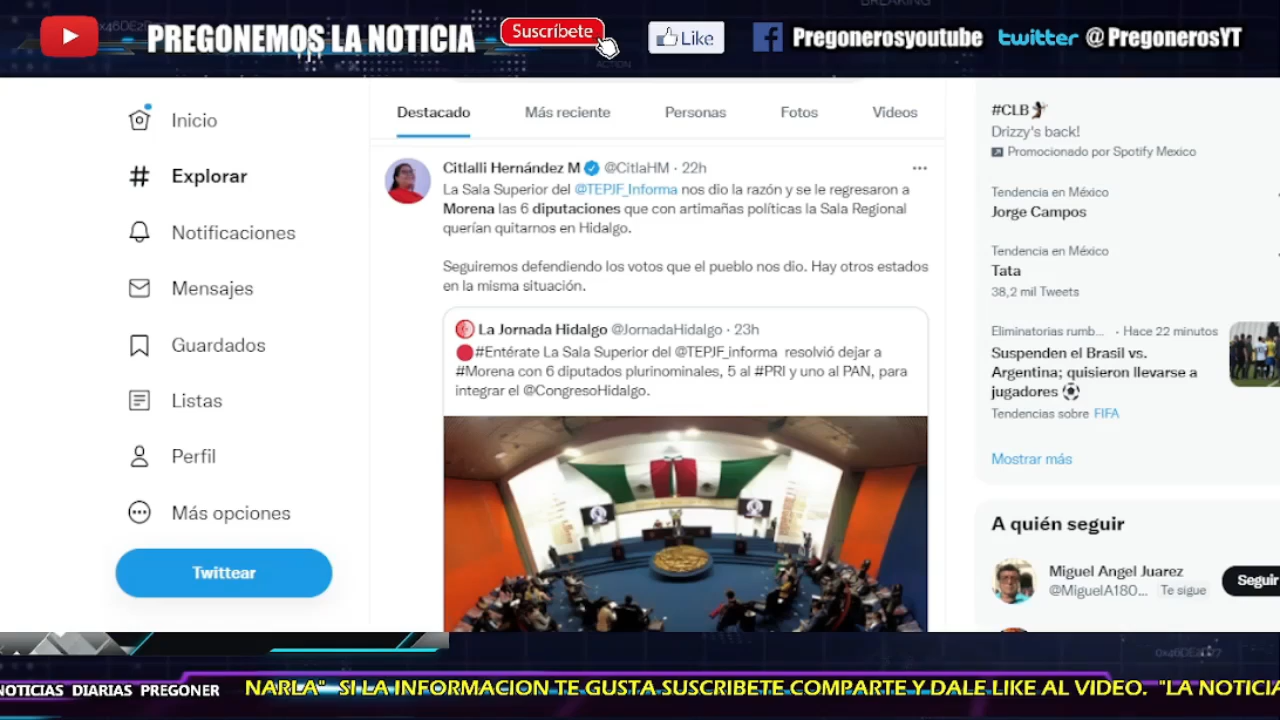 BREAKING
0x46DE2C
PREGONEMOS LA NOTICIA
Suscríbete
Like
Pregonerosyoutube
twitter @PregonerosYT
ACTION
Inicio
Explorar
Notificaciones
Mensajes
Guardados
Listas
Perfil
Más opciones
Twittear
Destacado Más reciente Personas Fotos Videos
Citlalli Hernández M @CitlaHM · 22h
La Sala Superior del @TEPJF_Informa nos dio la razón y se le regresaron a
Morena las 6 diputaciones que con artimañas políticas la Sala Regional
querían quitarnos en Hidalgo.
Seguiremos defendiendo los votos que el pueblo nos dio. Hay otros estados
en la misma situación.
La Jornada Hidalgo @JornadaHidalgo · 23h
#Entérate La Sala Superior del @TEPJF_informa resolvió dejar a
#Morena con 6 diputados plurinominales, 5 al #PRI y uno al PAN, para
integrar el @CongresoHidalgo.
#CLB
Drizzy's back!
Promocionado por Spotify Mexico
Tendencia en México
Jorge Campos
Tendencia en México
Tata
38,2 mil Tweets
Eliminatorias rumb... · Hace 22 minutos
Suspenden el Brasil vs.
Argentina; quisieron llevarse a
jugadores
Tendencias sobre FIFA
Mostrar más
A quién seguir
Miguel Angel Juarez
@MiguelA180... Te sigue
Seguir
NOTICIAS DIARIAS PREGONER
NARLA" SI LA INFORMACION TE GUSTA SUSCRIBETE COMPARTE Y DALE LIKE AL VIDEO. "LA NOTICIA